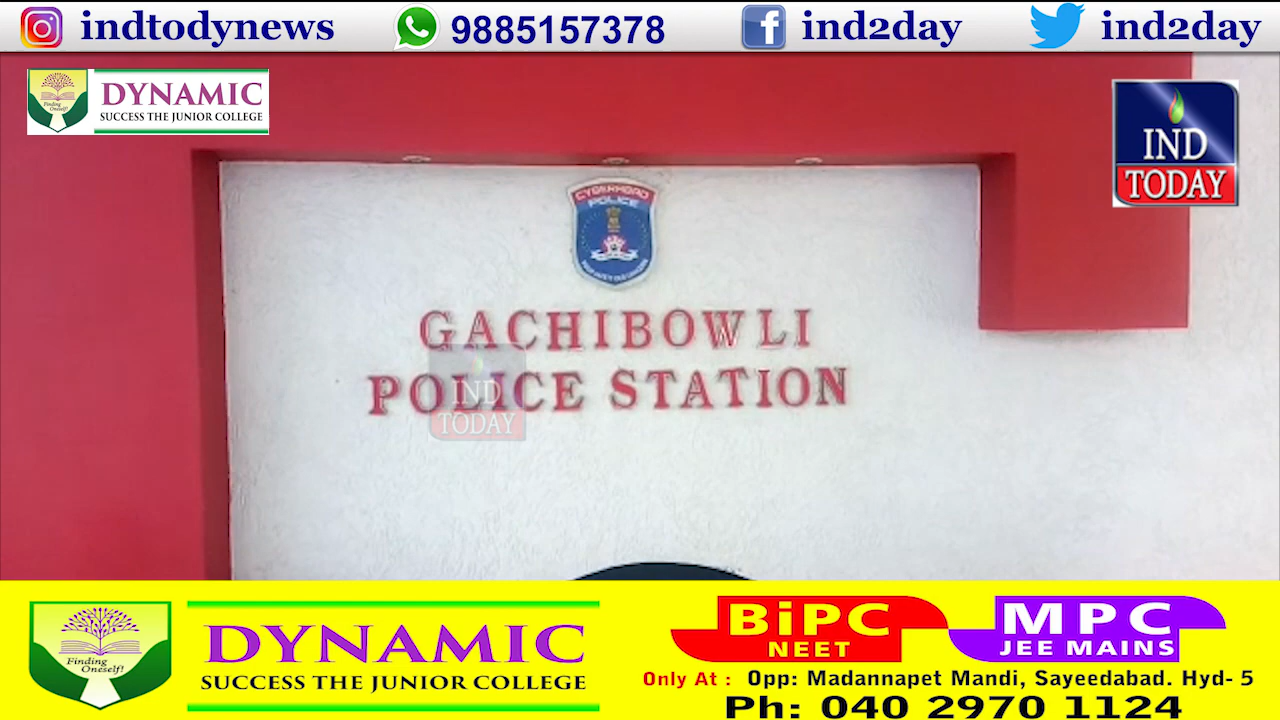 indtodynews 9885157378 ind2day ind2day
Finding Oneself!
DYNAMIC
SUCCESS THE JUNIOR COLLEGE
IND
TODAY
CYBERABAD
POLICE
GACHIBOWLI
POLICE STATION
IND
TODAY
Finding
Oneself!
DYNAMIC
SUCCESS THE JUNIOR COLLEGE
BiPC
NEET
MPC
JEE MAINS
Only At : Opp: Madannapet Mandi, Sayeedabad. Hyd- 5
Ph: 040 2970 1124